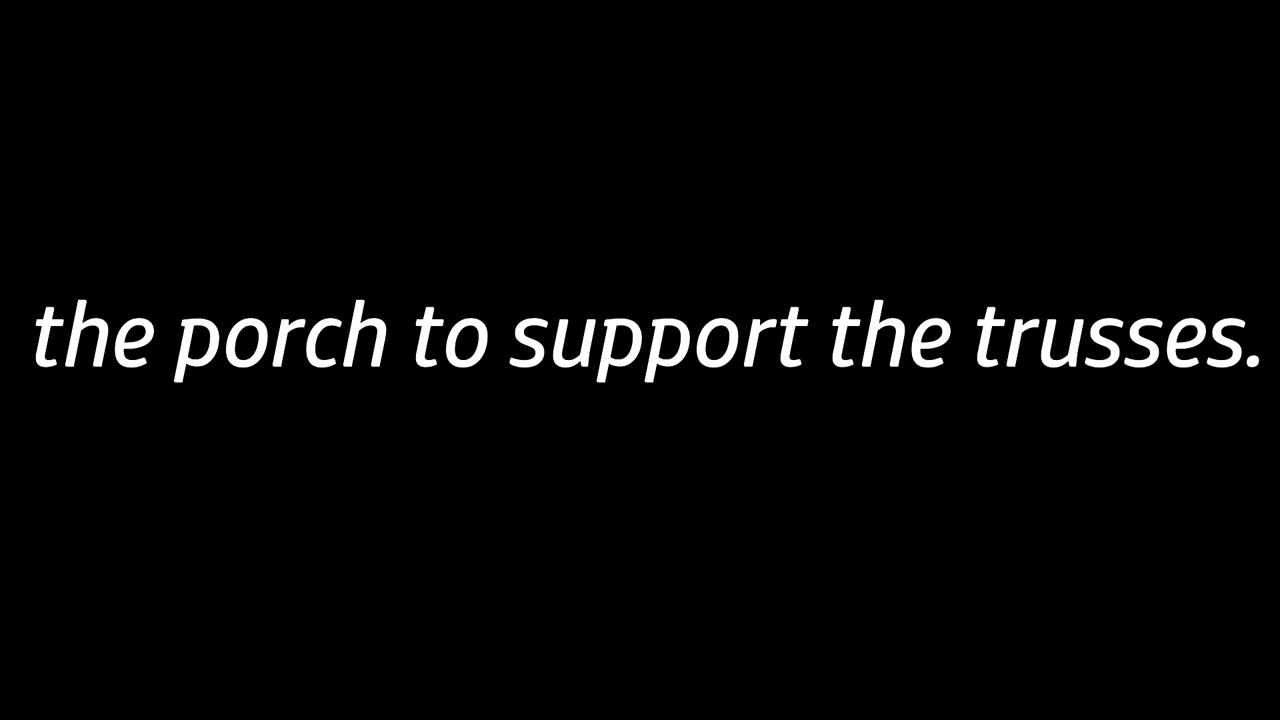 the porch to support the trusses.